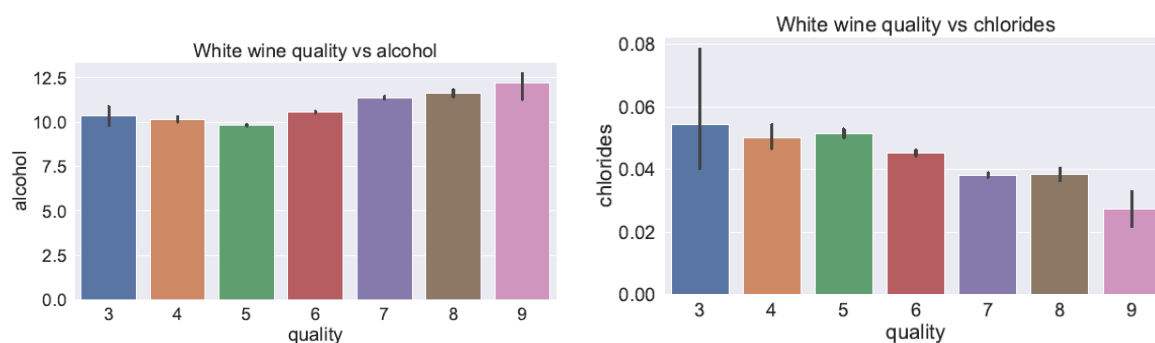 White wine quality vs alcohol
12.5
10.0
7.5
5.0
2.5
0.0
alcohol
3 4 5 6 7 8 9
quality
White wine quality vs chlorides
0.08
0.06
0.04
0.02
0.00
chlorides
3 4 5 6 7 8 9
quality